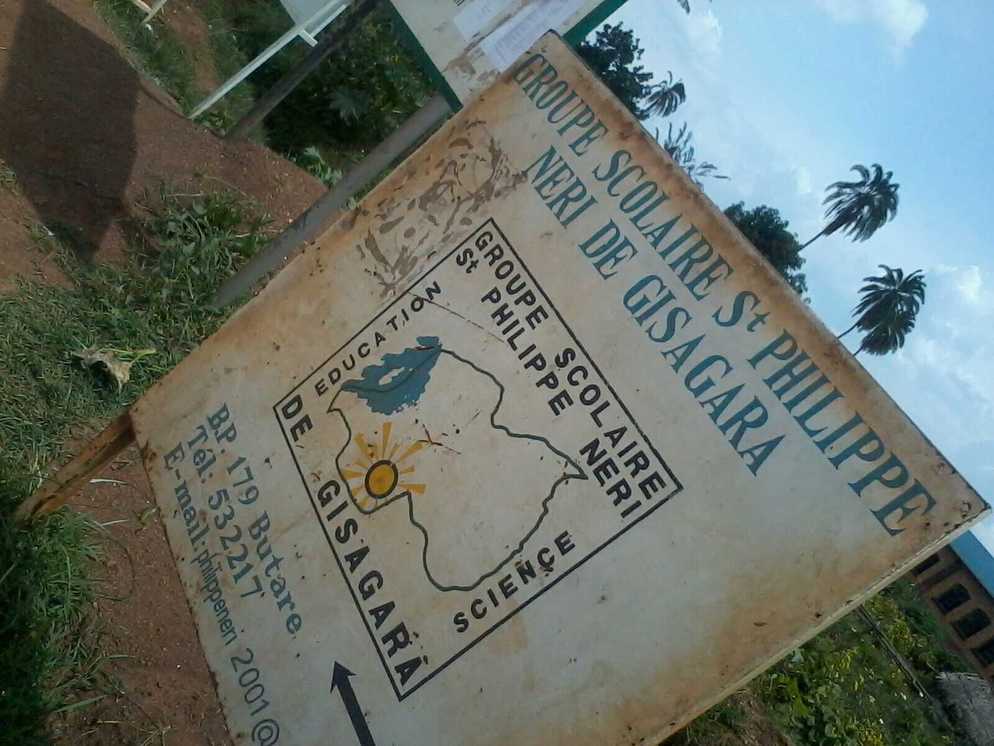 GROUPE SCOLAIRE St PHILIPPE
NERI DE GISAGARA
GROUPE SCOLAIRE
St PHILIPPE NERI
EDUCATION
SCIENCE
DE GISAGARA
B.P. 179 Butare
Tél. 532217
E-mail.philippeneri 2001@